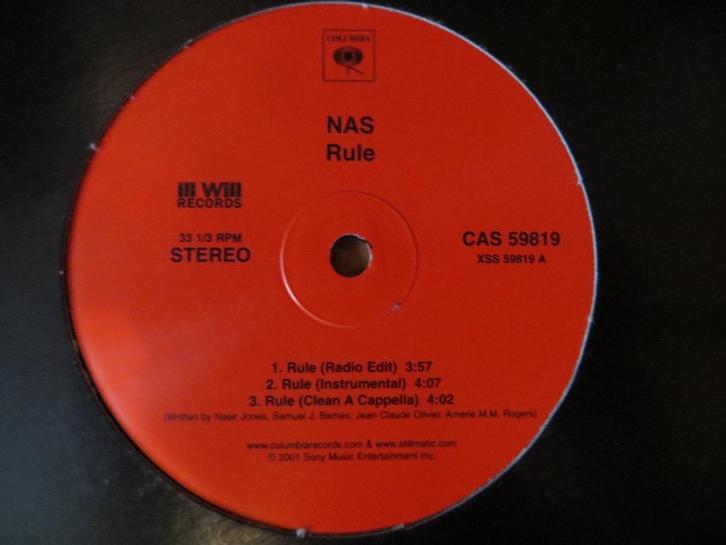 COLUMBIA
NAS
Rule
ill Will
RECORDS
33 1/3 RPM
STEREO
CAS 59819
XSS 59819 A
1. Rule (Radio Edit) 3:57
2. Rule (Instrumental) 4:07
3. Rule (Clean A Cappella) 4:02
(Written by Nasir Jones, Samuel J. Barnes, Jean Claude Olivier, Amerie M.M. Rogers)
www.columbiarecords.com & www.stillmatic.com
℗ 2001 Sony Music Entertainment Inc.